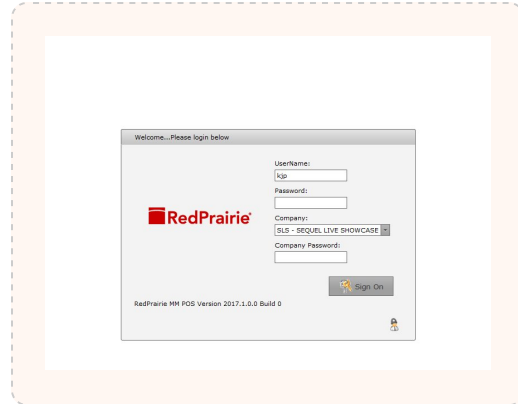 Welcome...Please login below
UserName:
kjp
Password:
RedPrairie
Company:
SLS - SEQUEL LIVE SHOWCASE
Company Password:
Sign On
RedPrairie MM POS Version 2017.1.0.0 Build 0